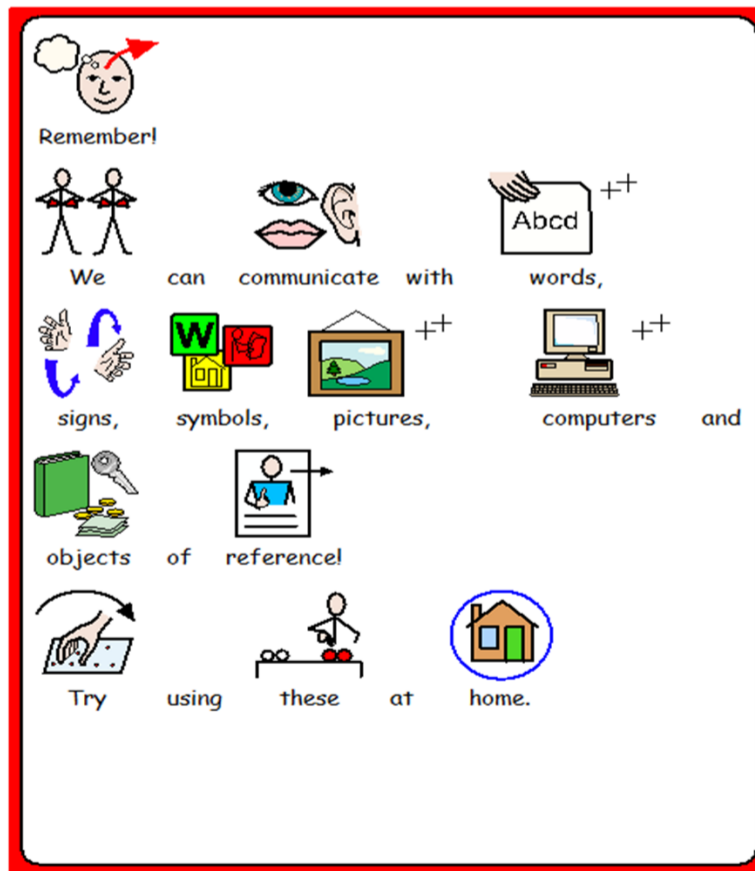 Remember!
Abcd
We can communicate with words,
W
signs, symbols, pictures, computers and
objects of reference!
Try using these at home.